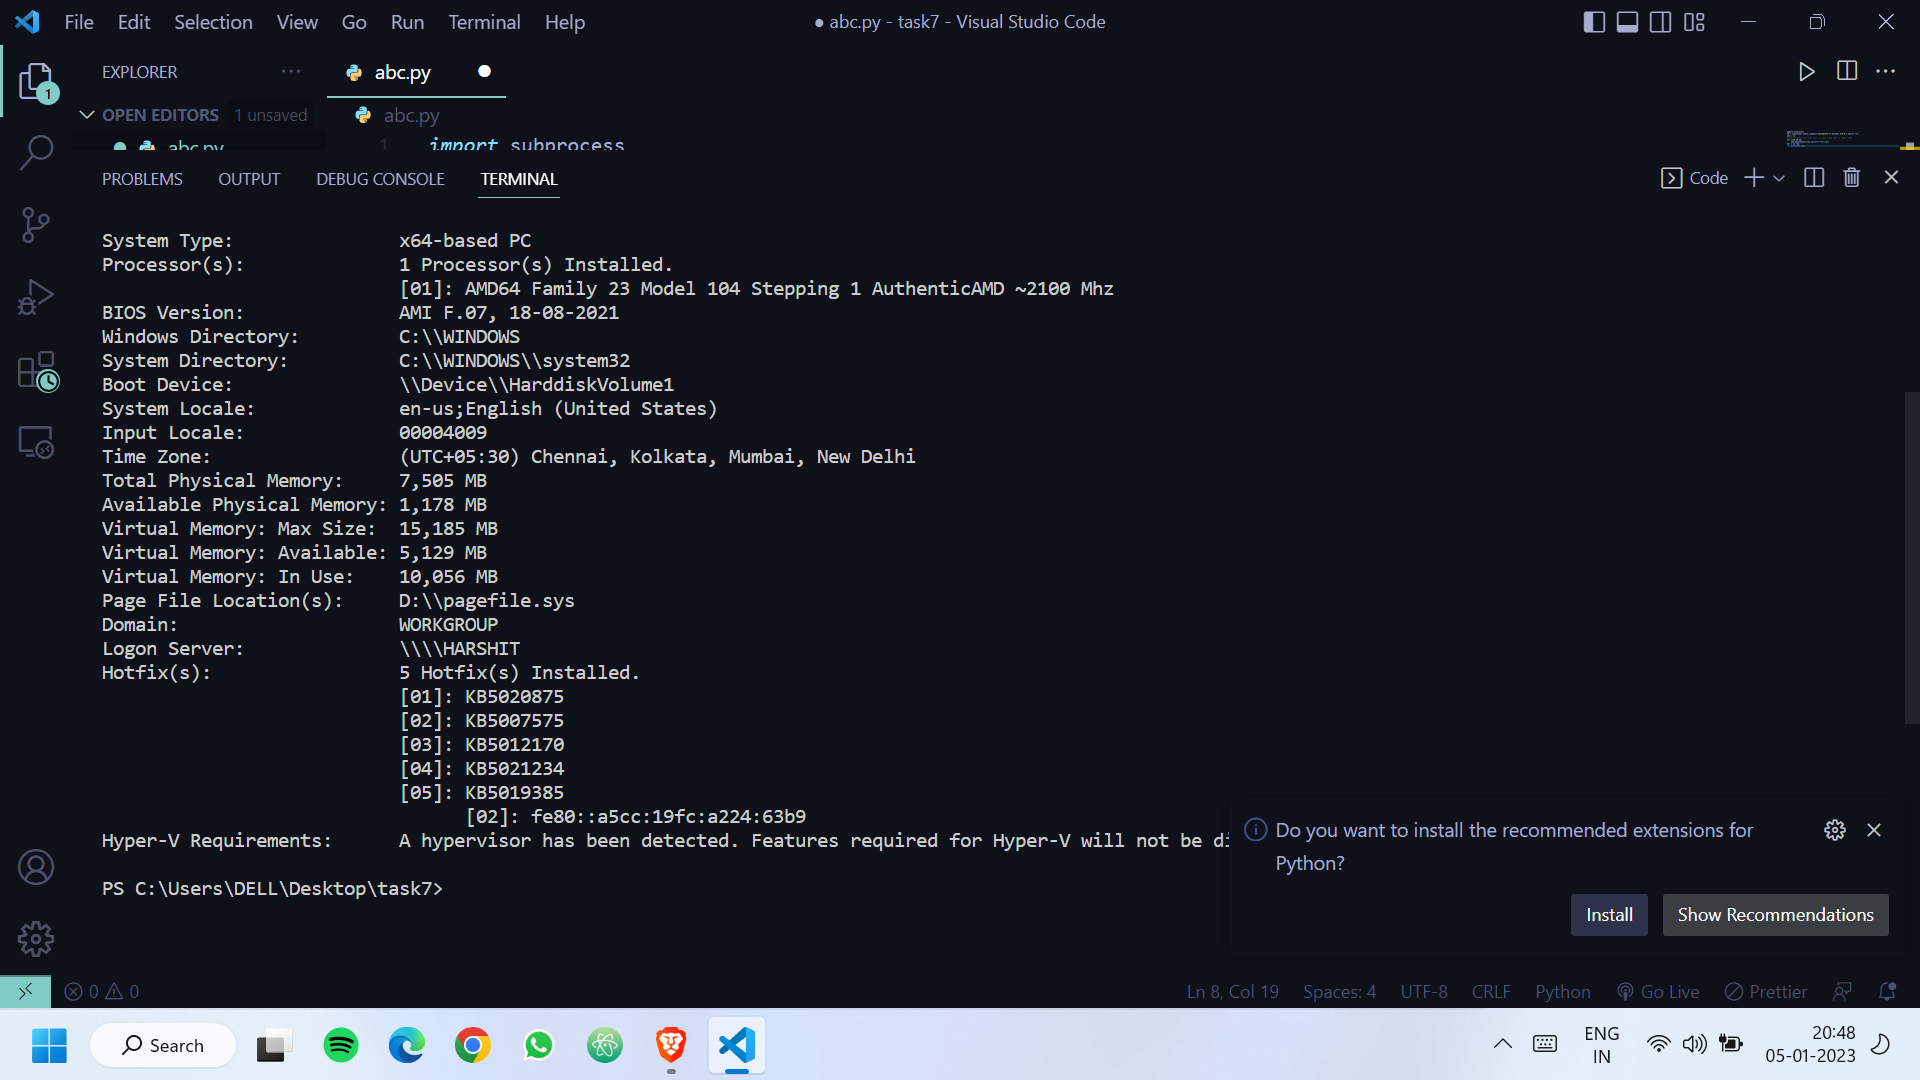 File Edit Selection View Go Run Terminal Help
● abc.py - task7 - Visual Studio Code
EXPLORER ···
abc.py
1
OPEN EDITORS 1 unsaved
abc.py
abc.py
1 import subprocess
PROBLEMS OUTPUT DEBUG CONSOLE TERMINAL
Code
System Type: x64-based PC
Processor(s): 1 Processor(s) Installed.
[01]: AMD64 Family 23 Model 104 Stepping 1 AuthenticAMD ~2100 Mhz
BIOS Version: AMI F.07, 18-08-2021
Windows Directory: C:\\WINDOWS
System Directory: C:\\WINDOWS\\system32
Boot Device: \\Device\\HarddiskVolume1
System Locale: en-us;English (United States)
Input Locale: 00004009
Time Zone: (UTC+05:30) Chennai, Kolkata, Mumbai, New Delhi
Total Physical Memory: 7,505 MB
Available Physical Memory: 1,178 MB
Virtual Memory: Max Size: 15,185 MB
Virtual Memory: Available: 5,129 MB
Virtual Memory: In Use: 10,056 MB
Page File Location(s): D:\\pagefile.sys
Domain: WORKGROUP
Logon Server: \\\\HARSHIT
Hotfix(s): 5 Hotfix(s) Installed.
[01]: KB5020875
[02]: KB5007575
[03]: KB5012170
[04]: KB5021234
[05]: KB5019385
[02]: fe80::a5cc:19fc:a224:63b9
Hyper-V Requirements: A hypervisor has been detected. Features required for Hyper-V will not be di
PS C:\Users\DELL\Desktop\task7>
Do you want to install the recommended extensions for
Python?
Install Show Recommendations
0 0
Ln 8, Col 19 Spaces: 4 UTF-8 CRLF Python Go Live Prettier
Search
ENG
IN
20:48
05-01-2023